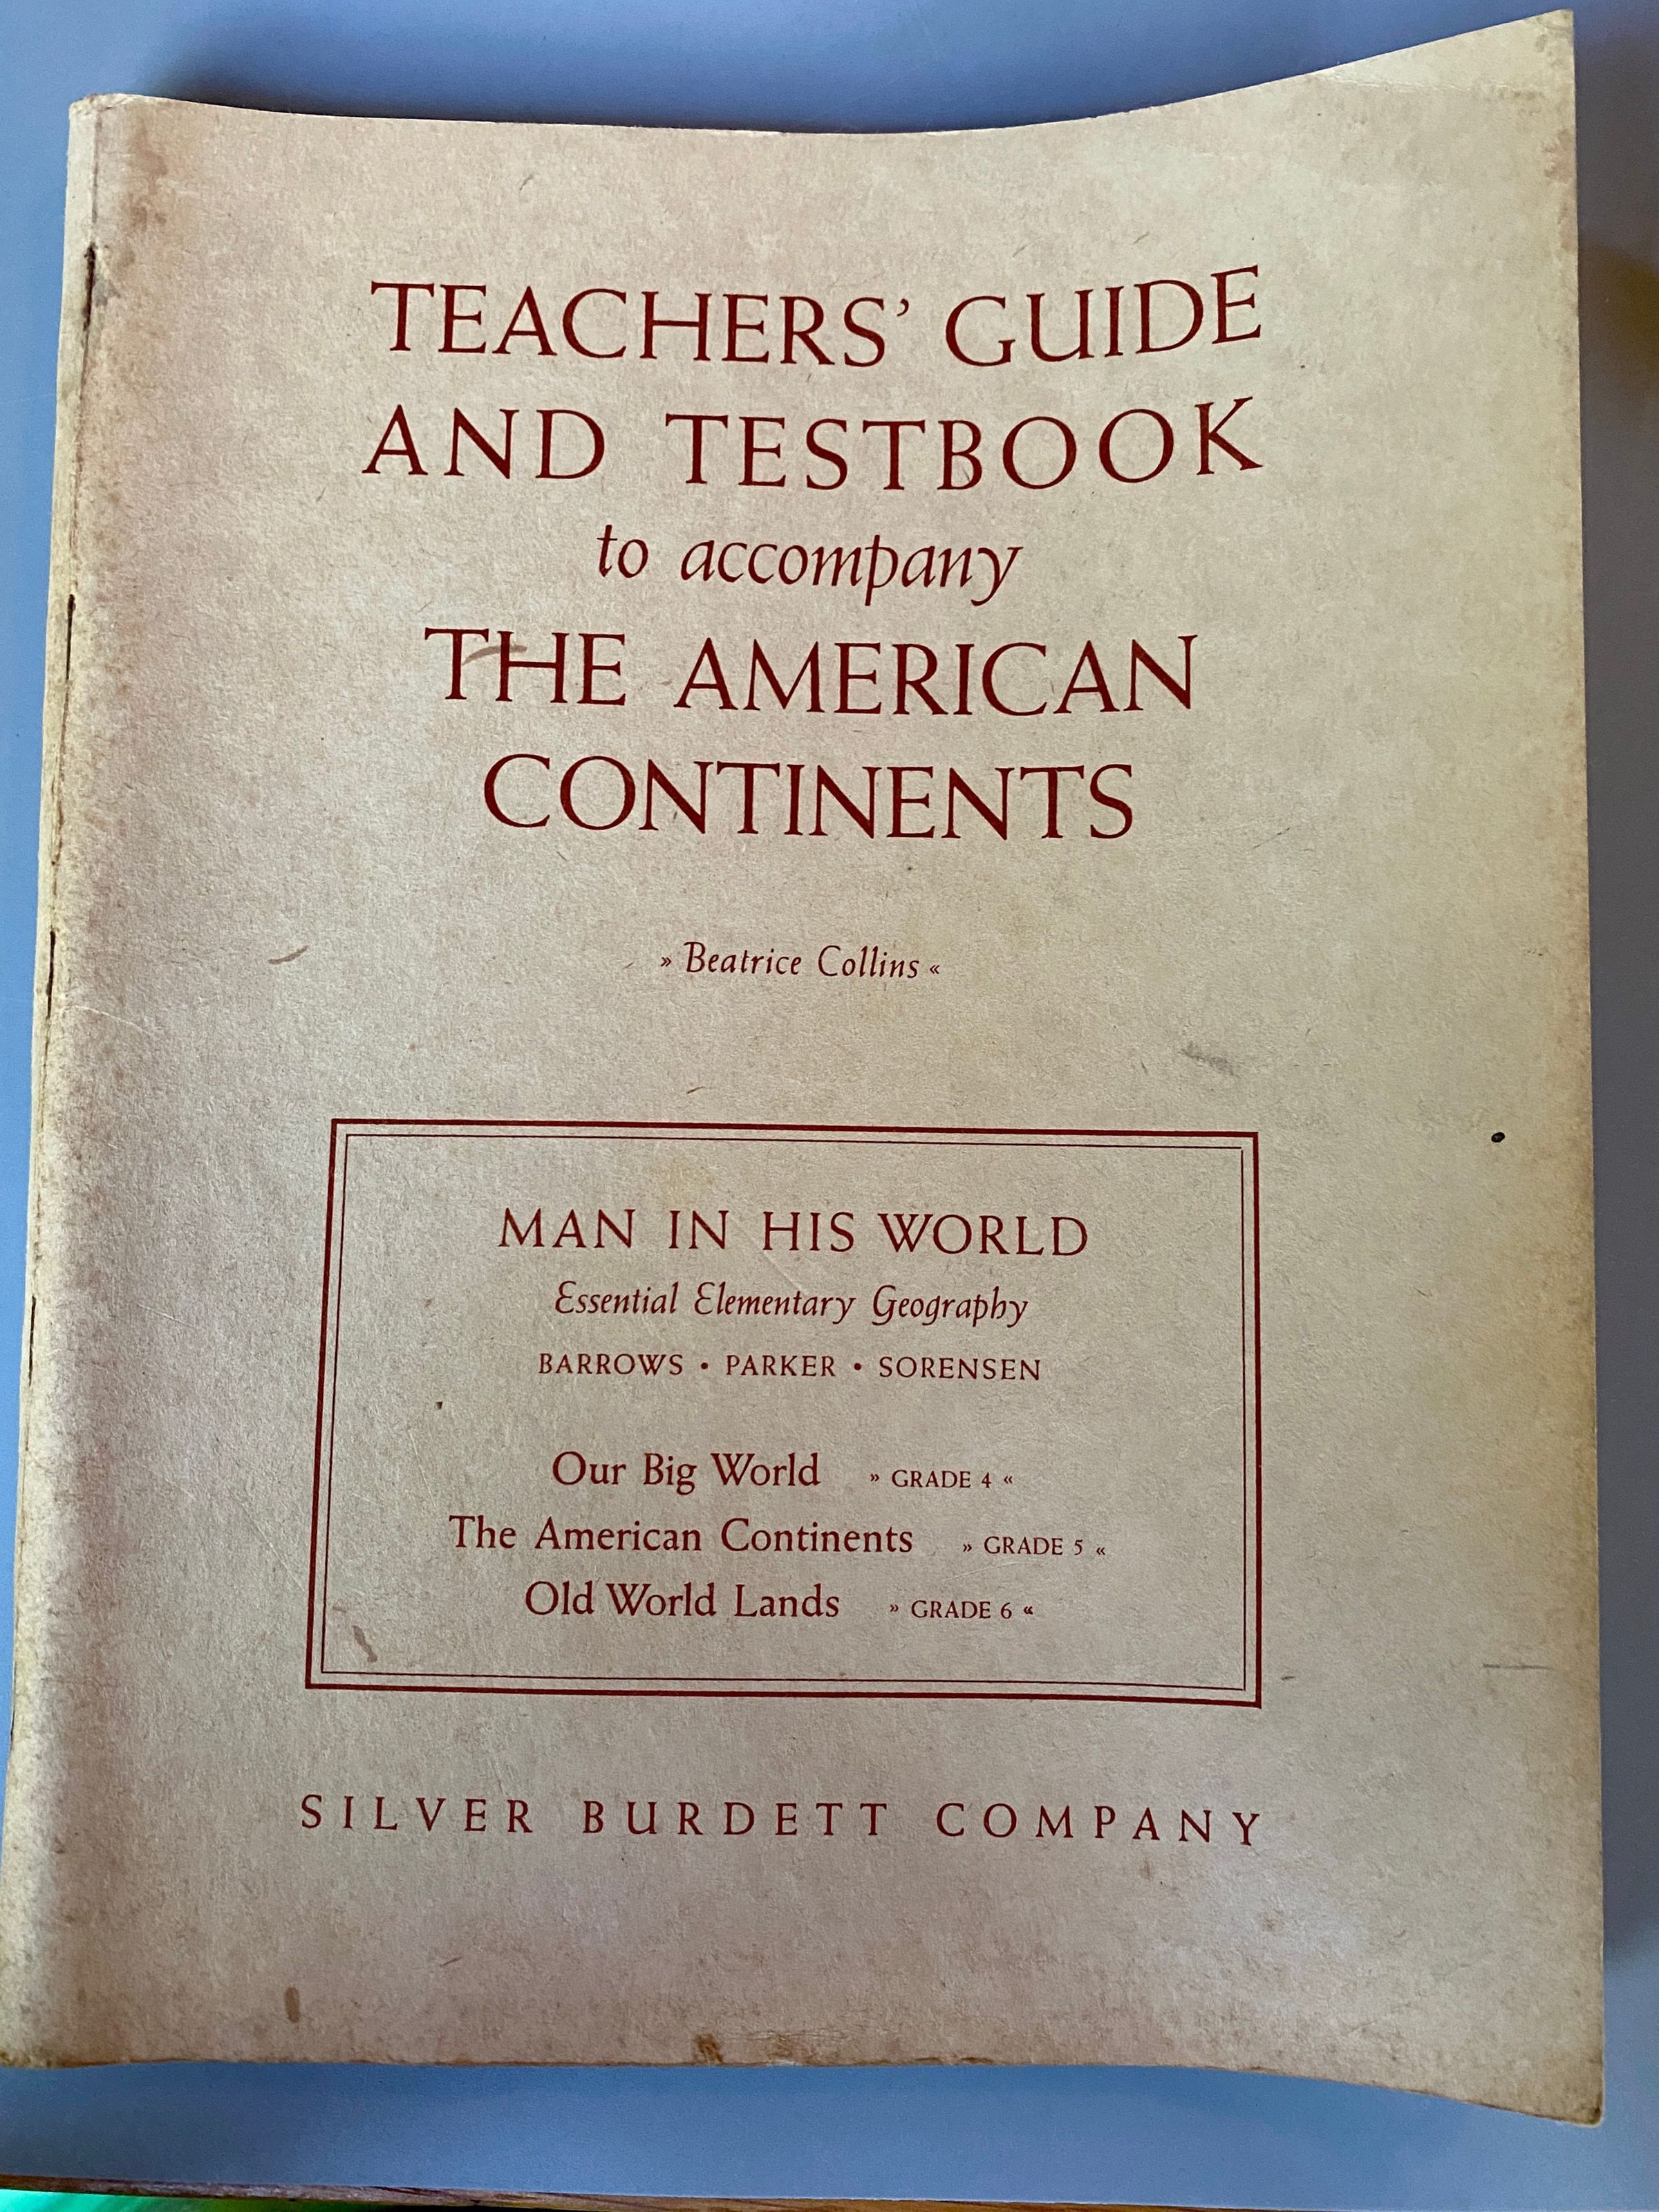 TEACHERS' GUIDE
AND TESTBOOK
to accompany
THE AMERICAN
CONTINENTS
» Beatrice Collins «
MAN IN HIS WORLD
Essential Elementary Geography
BARROWS • PARKER • SORENSEN
Our Big World » GRADE 4 «
The American Continents » GRADE 5 «
Old World Lands » GRADE 6 «
SILVER BURDETT COMPANY